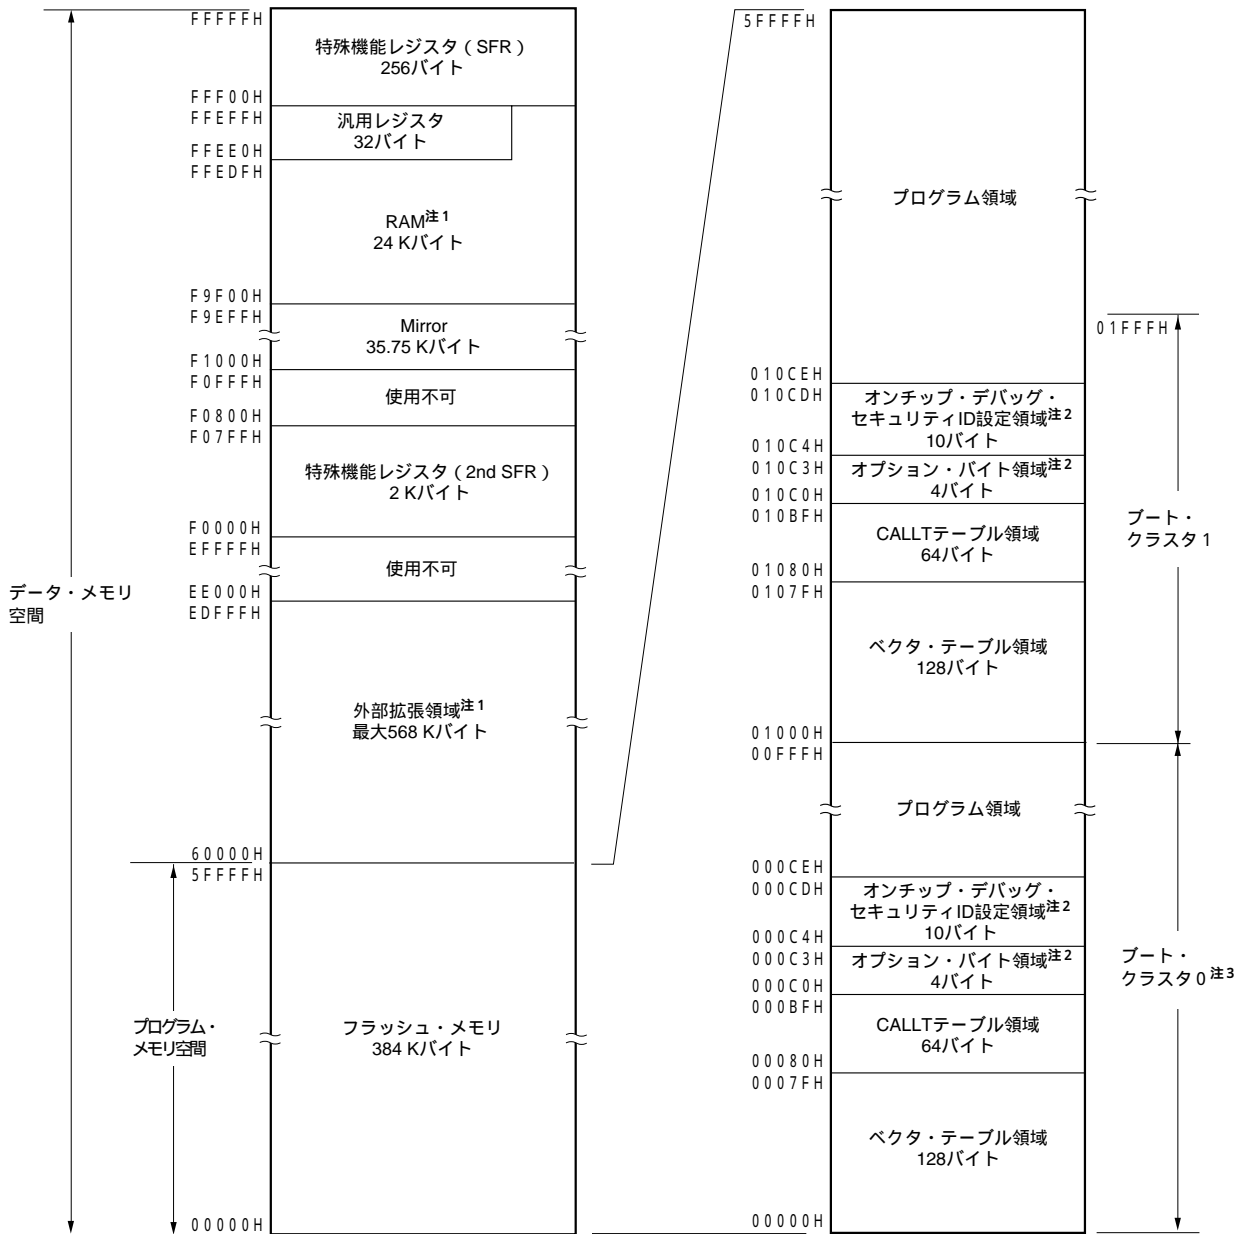 FFFFFH
特殊機能レジスタ（SFR）
256バイト
FFF00H
FFEFFH
汎用レジスタ
32バイト
FFEE0H
FFEDFH
RAM注1
24 Kバイト
F9F00H
F9EFFH
Mirror
35.75 Kバイト
F1000H
F0FFFH
使用不可
F0800H
F07FFH
特殊機能レジスタ（2nd SFR）
2 Kバイト
F0000H
EFFFFH
使用不可
EE000H
EDFFFH
データ・メモリ
空間
外部拡張領域注1
最大568 Kバイト
60000H
5FFFFH
プログラム・
メモリ空間
フラッシュ・メモリ
384 Kバイト
00000H
5FFFFH
プログラム領域
01FFFH
010CEH
010CDH
オンチップ・デバッグ・
セキュリティID設定領域注2
10バイト
010C4H
010C3H
オプション・バイト領域注2
4バイト
010C0H
010BFH
CALLTテーブル領域
64バイト
01080H
0107FH
ブート・
クラスタ1
ベクタ・テーブル領域
128バイト
01000H
00FFFH
プログラム領域
000CEH
000CDH
オンチップ・デバッグ・
セキュリティID設定領域注2
10バイト
000C4H
000C3H
オプション・バイト領域注2
4バイト
000C0H
000BFH
ブート・
クラスタ0注3
CALLTテーブル領域
64バイト
00080H
0007FH
ベクタ・テーブル領域
128バイト
00000H